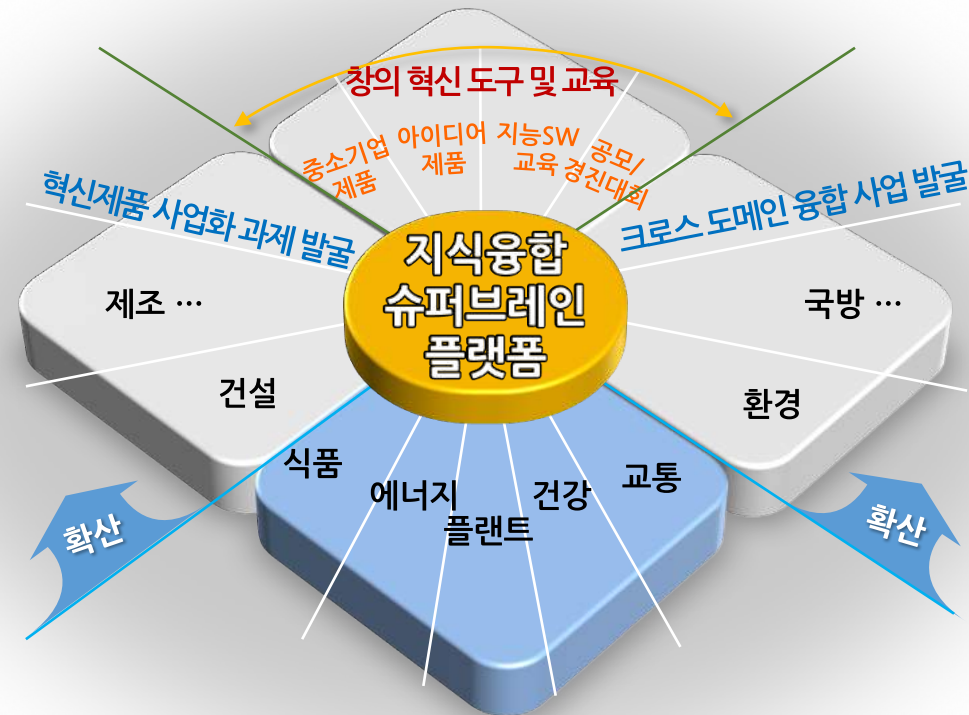 창의 혁신 도구 및 교육
중소기업
제품
아이디어
제품
지능SW
교육
공모/
경진대회
혁신제품 사업화 과제 발굴
크로스 도메인 융합 사업 발굴
지식융합
슈퍼브레인
플랫폼
제조 …
국방 …
건설
환경
식품
에너지
플랜트
건강
교통
확산
확산